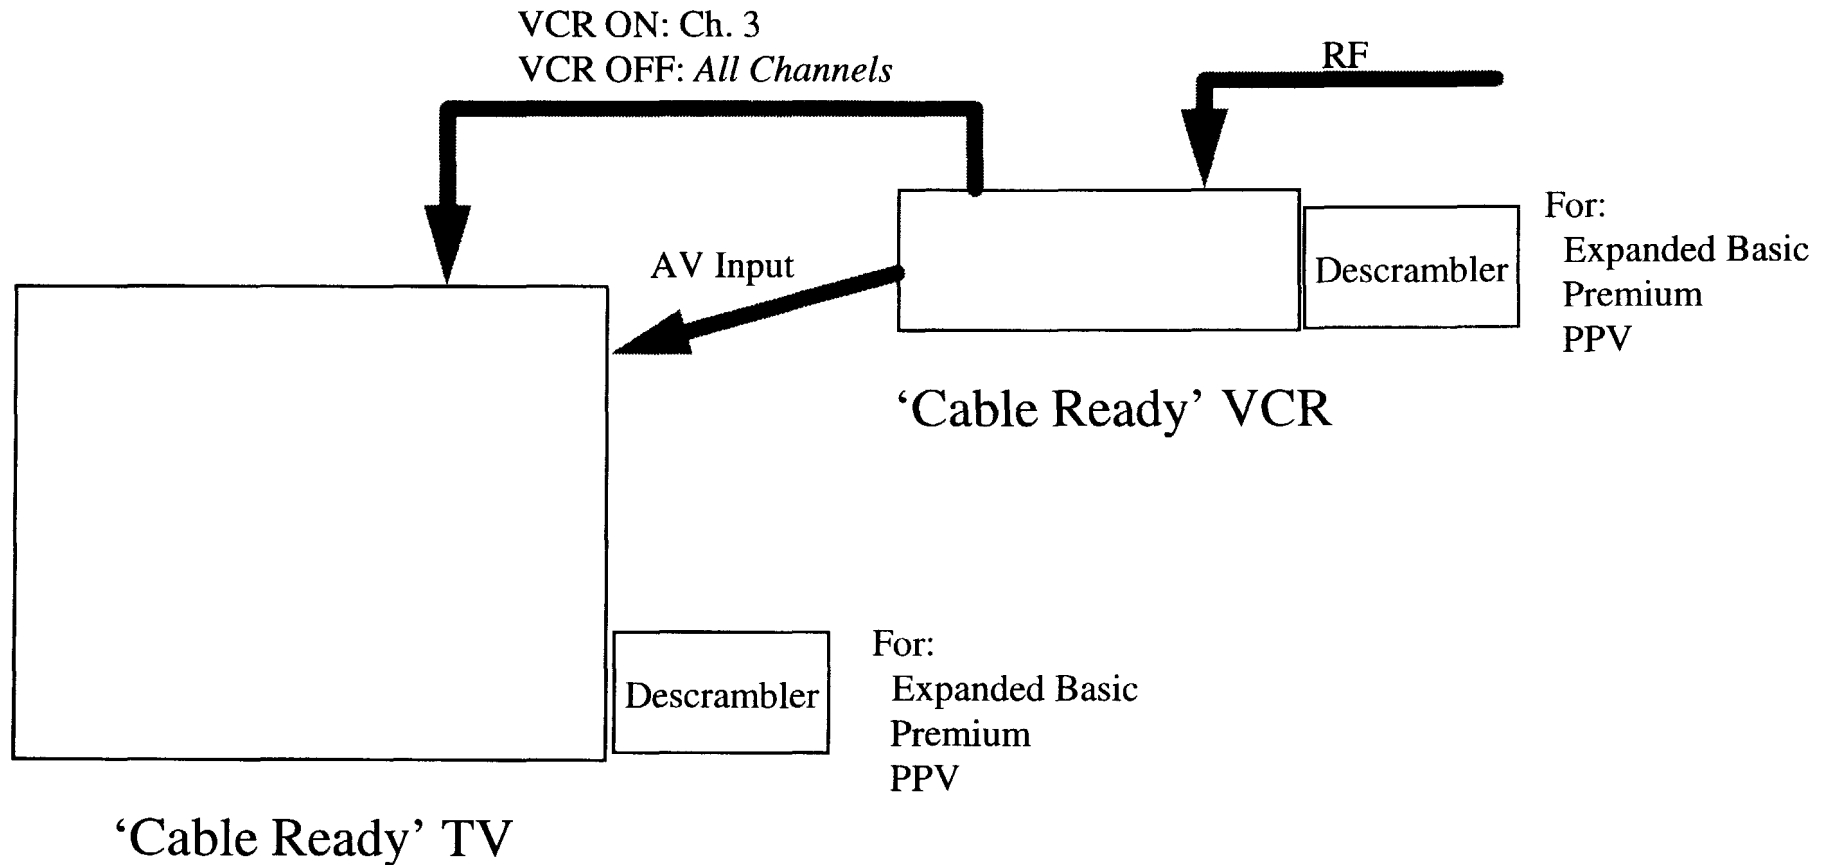 VCR ON: Ch. 3
VCR OFF: All Channels
RF
AV Input
Descrambler
For:
Expanded Basic
Premium
PPV
‘Cable Ready’ VCR
Descrambler
For:
Expanded Basic
Premium
PPV
‘Cable Ready’ TV